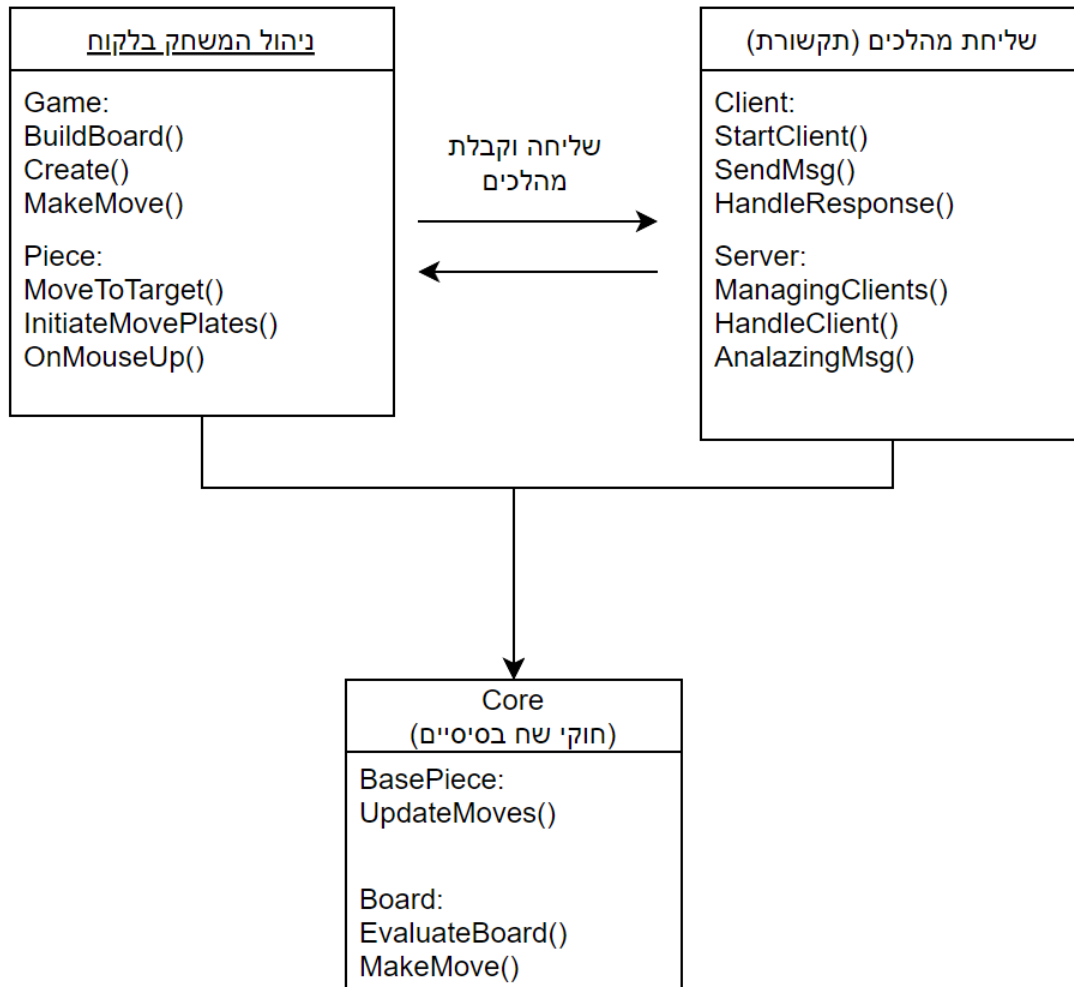 ניהול המשחק בלקוח
Game:
BuildBoard()
Create()
MakeMove()
Piece:
MoveToTarget()
InitiateMovePlates()
OnMouseUp()
שליחה וקבלת
מהלכים
שליחת מהלכים (תקשורת)
Client:
StartClient()
SendMsg()
HandleResponse()
Server:
ManagingClients()
HandleClient()
AnalazingMsg()
Core
(חוקי שח בסיסיים)
BasePiece:
UpdateMoves()
Board:
EvaluateBoard()
MakeMove()